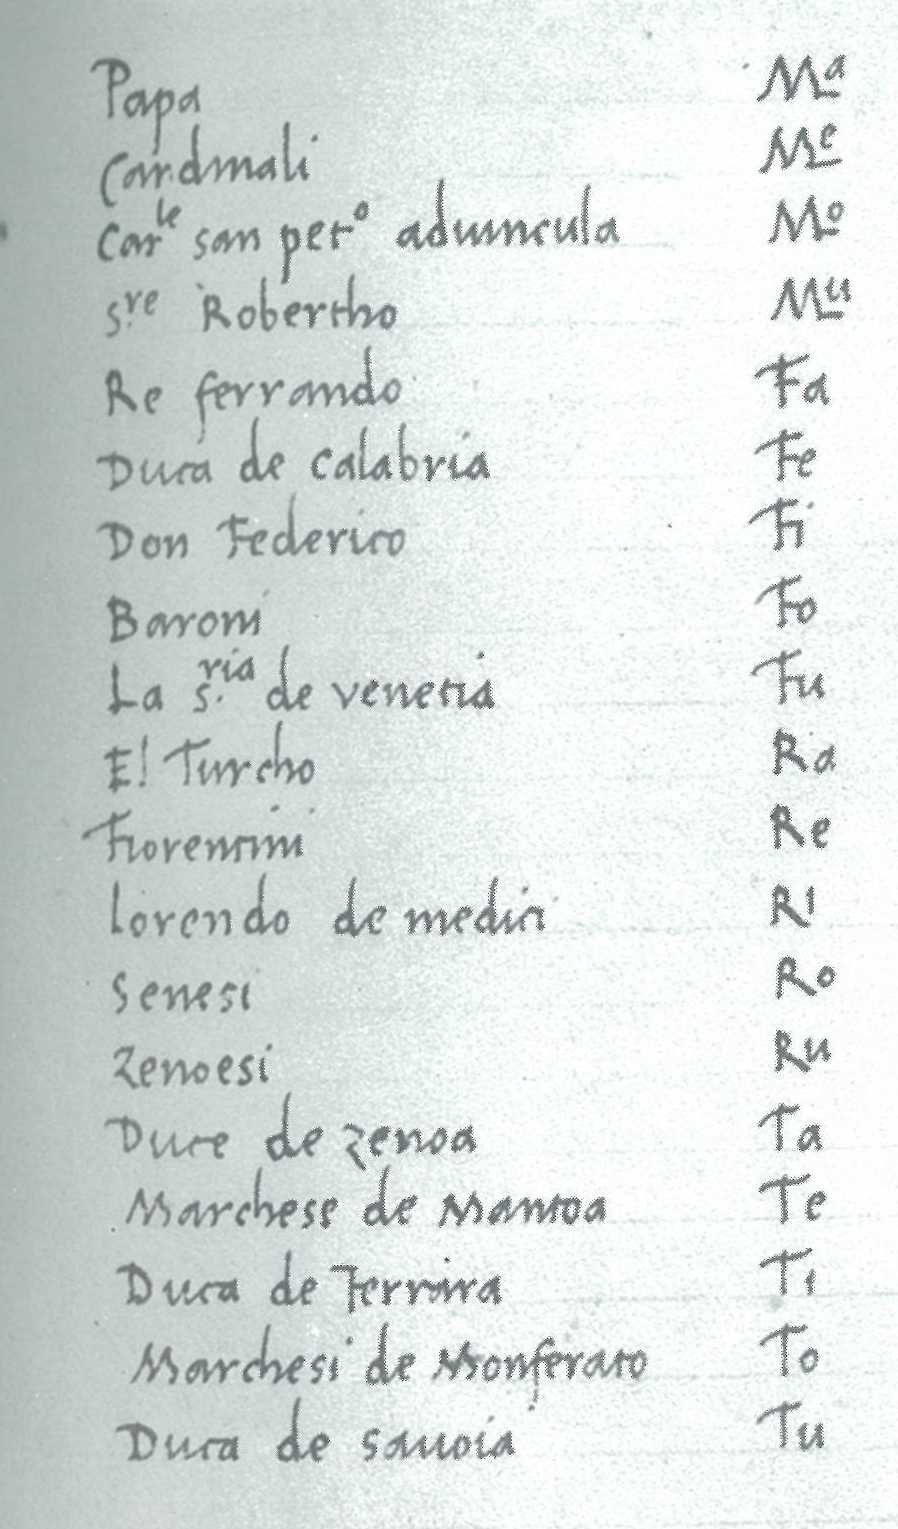 Papa Ma
Cardinali Me
Carle san pero aduincula Mo
S.re Robertho Mu
Re ferrando Fa
Duca de calabria Fe
Don Federico Fi
Baroni Fo
La s.ria de venetia Fu
El Turcho Ra
Fiorentini Re
Lorendo de medici Ri
Senesi Ro
Zenoesi Ru
Duce de zenoa Ta
Marchese de Mantoa Te
Duca de Ferrara Ti
Marchesi de Monferato To
Duca de sauoia Tu